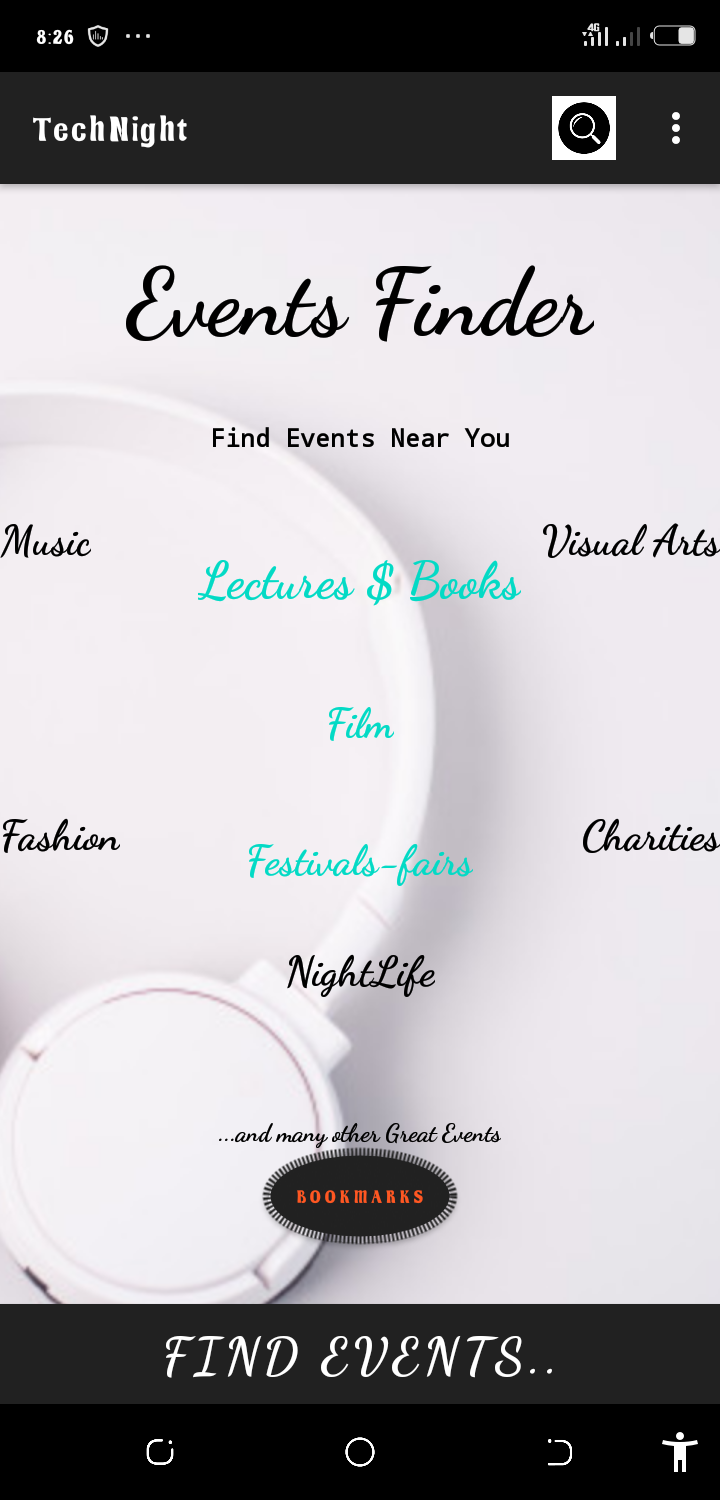 8:26
4G
TechNight
Events Finder
Find Events Near You
Music
Visual Arts
Lectures $ Books
Film
Fashion
Charities
Festivals-fairs
NightLife
...and many other Great Events
BOOKMARKS
FIND EVENTS..